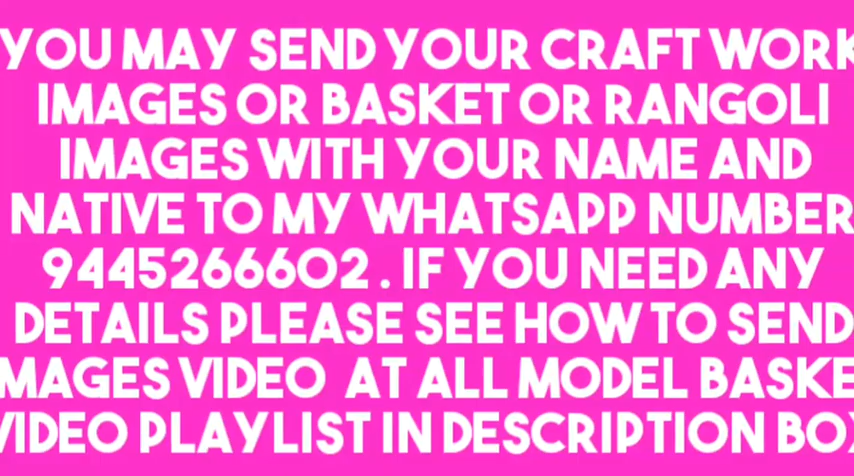 YOU MAY SEND YOUR CRAFT WORK
IMAGES OR BASKET OR RANGOLI
IMAGES WITH YOUR NAME AND
NATIVE TO MY WHATSAPP NUMBER
9445266602. IF YOU NEED ANY
DETAILS PLEASE SEE HOW TO SEND
MAGES VIDEO AT ALL MODEL BASKE
VIDEO PLAYLIST IN DESCRIPTION BOX